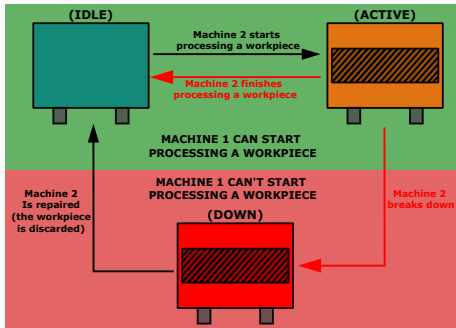 (IDLE)
(ACTIVE)
Machine 2 starts
processing a workpiece
Machine 2 finishes
processing a workpiece
MACHINE 1 CAN START
PROCESSING A WORKPIECE
MACHINE 1 CAN'T START
PROCESSING A WORKPIECE
Machine 2
Is repaired
(the workpiece
is discarded)
Machine 2
breaks down
(DOWN)